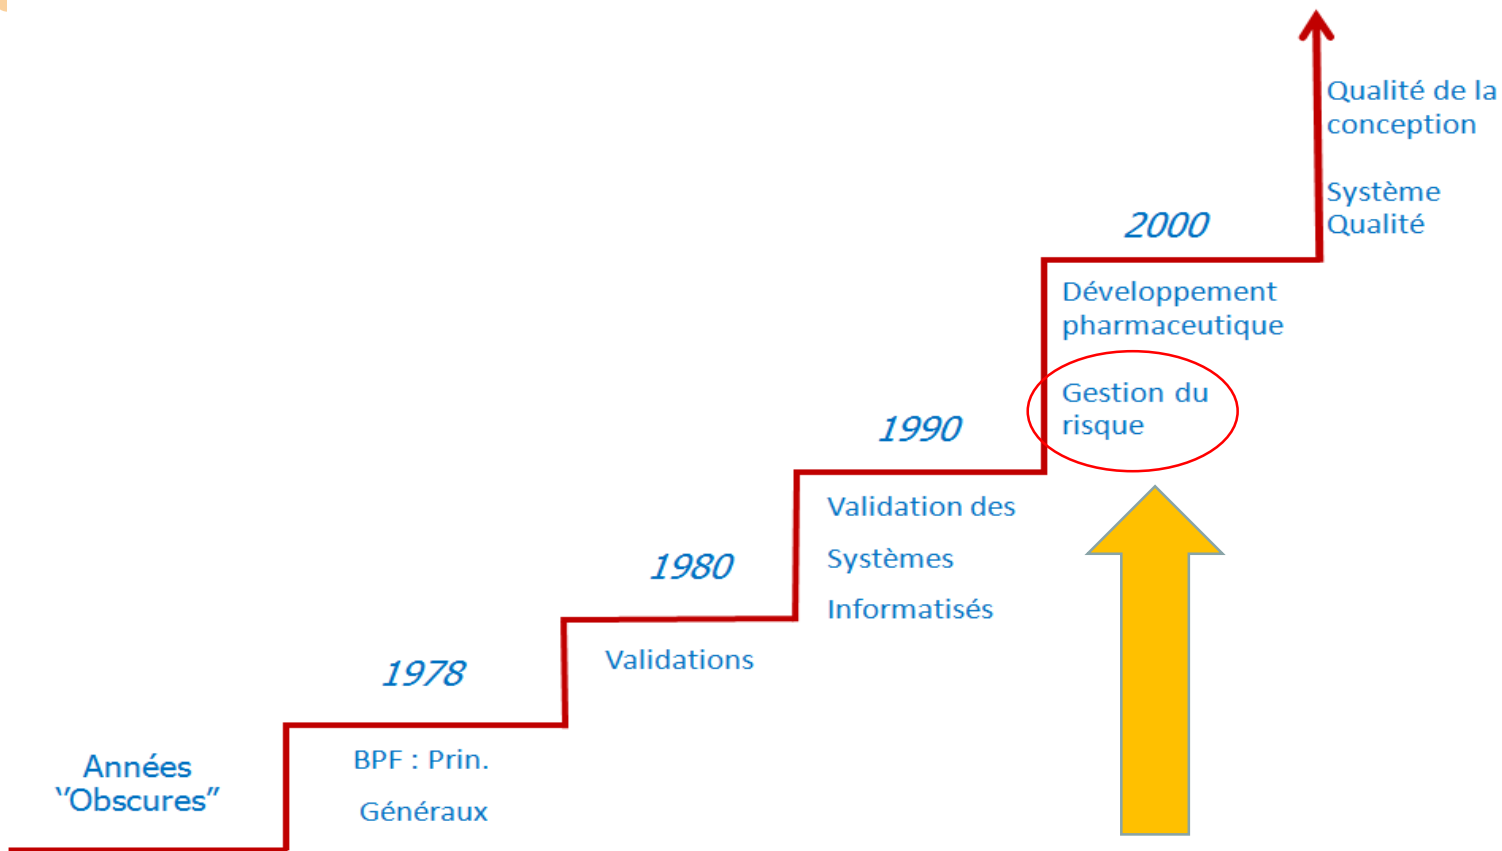 Années
‘’Obscures’’
1978
BPF : Prin.
Généraux
1980
Validations
1990
Validation des
Systèmes
Informatisés
2000
Développement
pharmaceutique
Gestion du
risque
Qualité de la
conception
Système
Qualité